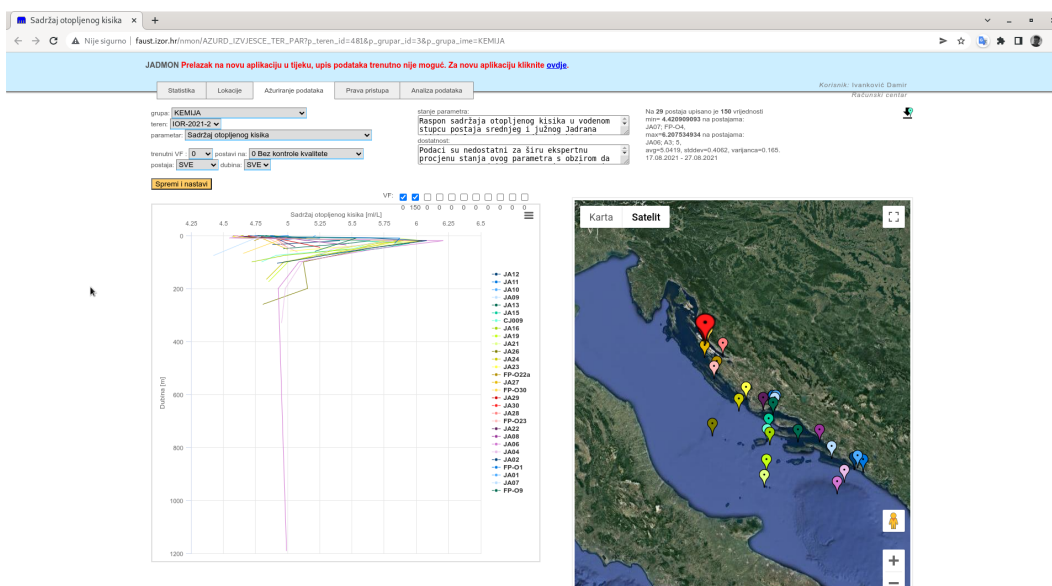 Sadržaj otopljenog kisika
Nije sigurno | faust.izor.hr/nmon/AZURD_IZVJESCE_TER_PAR?p_teren_id=481&p_grupar_id=3&p_grupa_ime=KEMIJA
JADMON Prelazak na novu aplikaciju u tijeku, upis podataka trenutno nije moguć. Za novu aplikaciju kliknite ovdje.
Statistika Lokacije Ažuriranje podataka Prava pristupa Analiza podataka
Korisnik: Ivanković Damir
Računski centar
grupa: KEMIJA
teren: IOR-2021-2
parametar: Sadržaj otopljenog kisika
trenutni VF : 0 postavi na: 0 Bez kontrole kvalitete
postaja: SVE dubina: SVE
Spremi i nastavi
stanje parametra:
Raspon sadržaja otopljenog kisika u vodenom
stupcu postaja srednjeg i južnog Jadrana
dostatnost:
Podaci su nedostatni za širu ekspertnu
procjenu stanja ovog parametra s obzirom da
Na 29 postaja upisano je 150 vrijednosti
min= 4.420909093 na postajama:
JA07; FP-O4,
max=6.207534934 na postajama:
JA06; A3; 5,
avg=5.0419, stddev=0.4062, varijanca=0.165.
17.08.2021 - 27.08.2021
VF:
0 150 0 0 0 0 0 0 0 0 0
Sadržaj otopljenog kisika [ml/L]
4.25 4.5 4.75 5 5.25 5.5 5.75 6 6.25 6.5
0
200
400
600
800
1000
1200
Dubina [m]
JA12
JA11
JA10
JA09
JA13
JA15
CJ009
JA16
JA19
JA21
JA26
JA24
JA23
FP-O22a
JA27
FP-O30
JA29
JA30
JA28
FP-O23
JA22
JA08
JA06
JA04
JA02
FP-O1
JA01
JA07
FP-O9
Karta Satelit